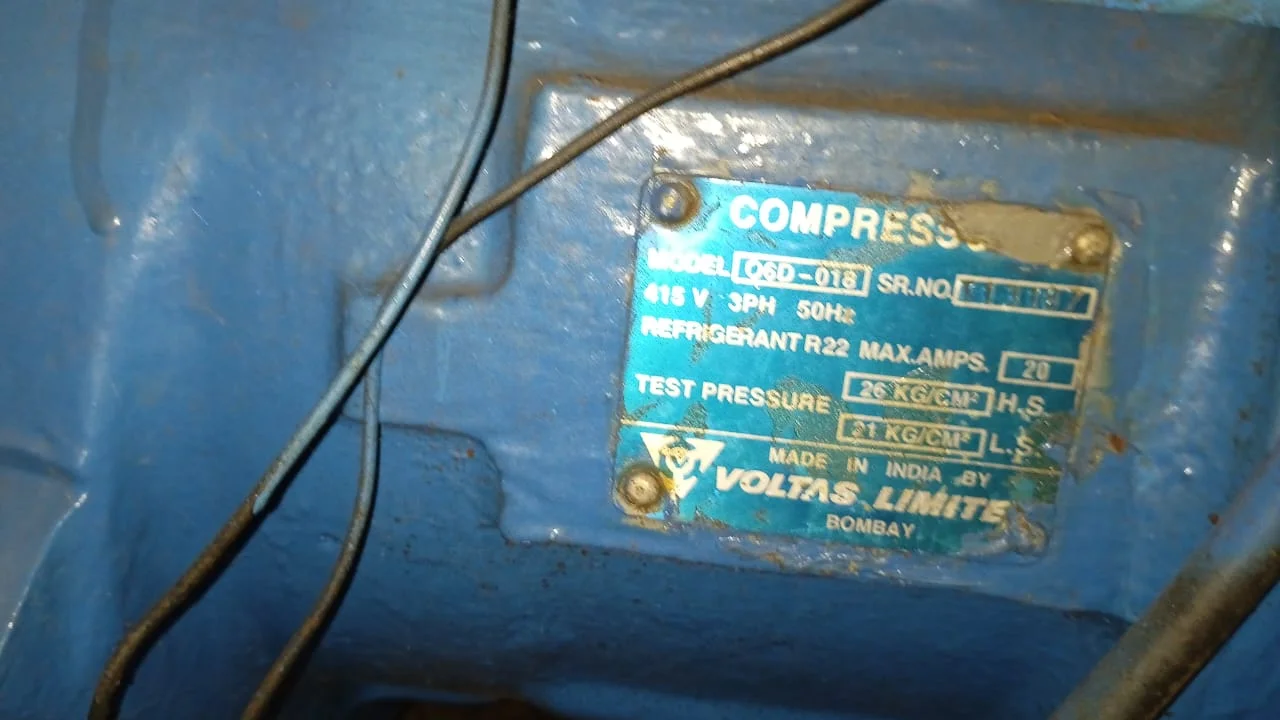 COMPRESSO
MODEL O6D-018 SR.NO.
415 V 3PH 50Hz
REFRIGERANT R22 MAX.AMPS. 20
TEST PRESSURE 26 KG/CM² H.S.
21 KG/CM² L.S.
MADE IN INDIA BY
VOLTAS LIMITE
BOMBAY